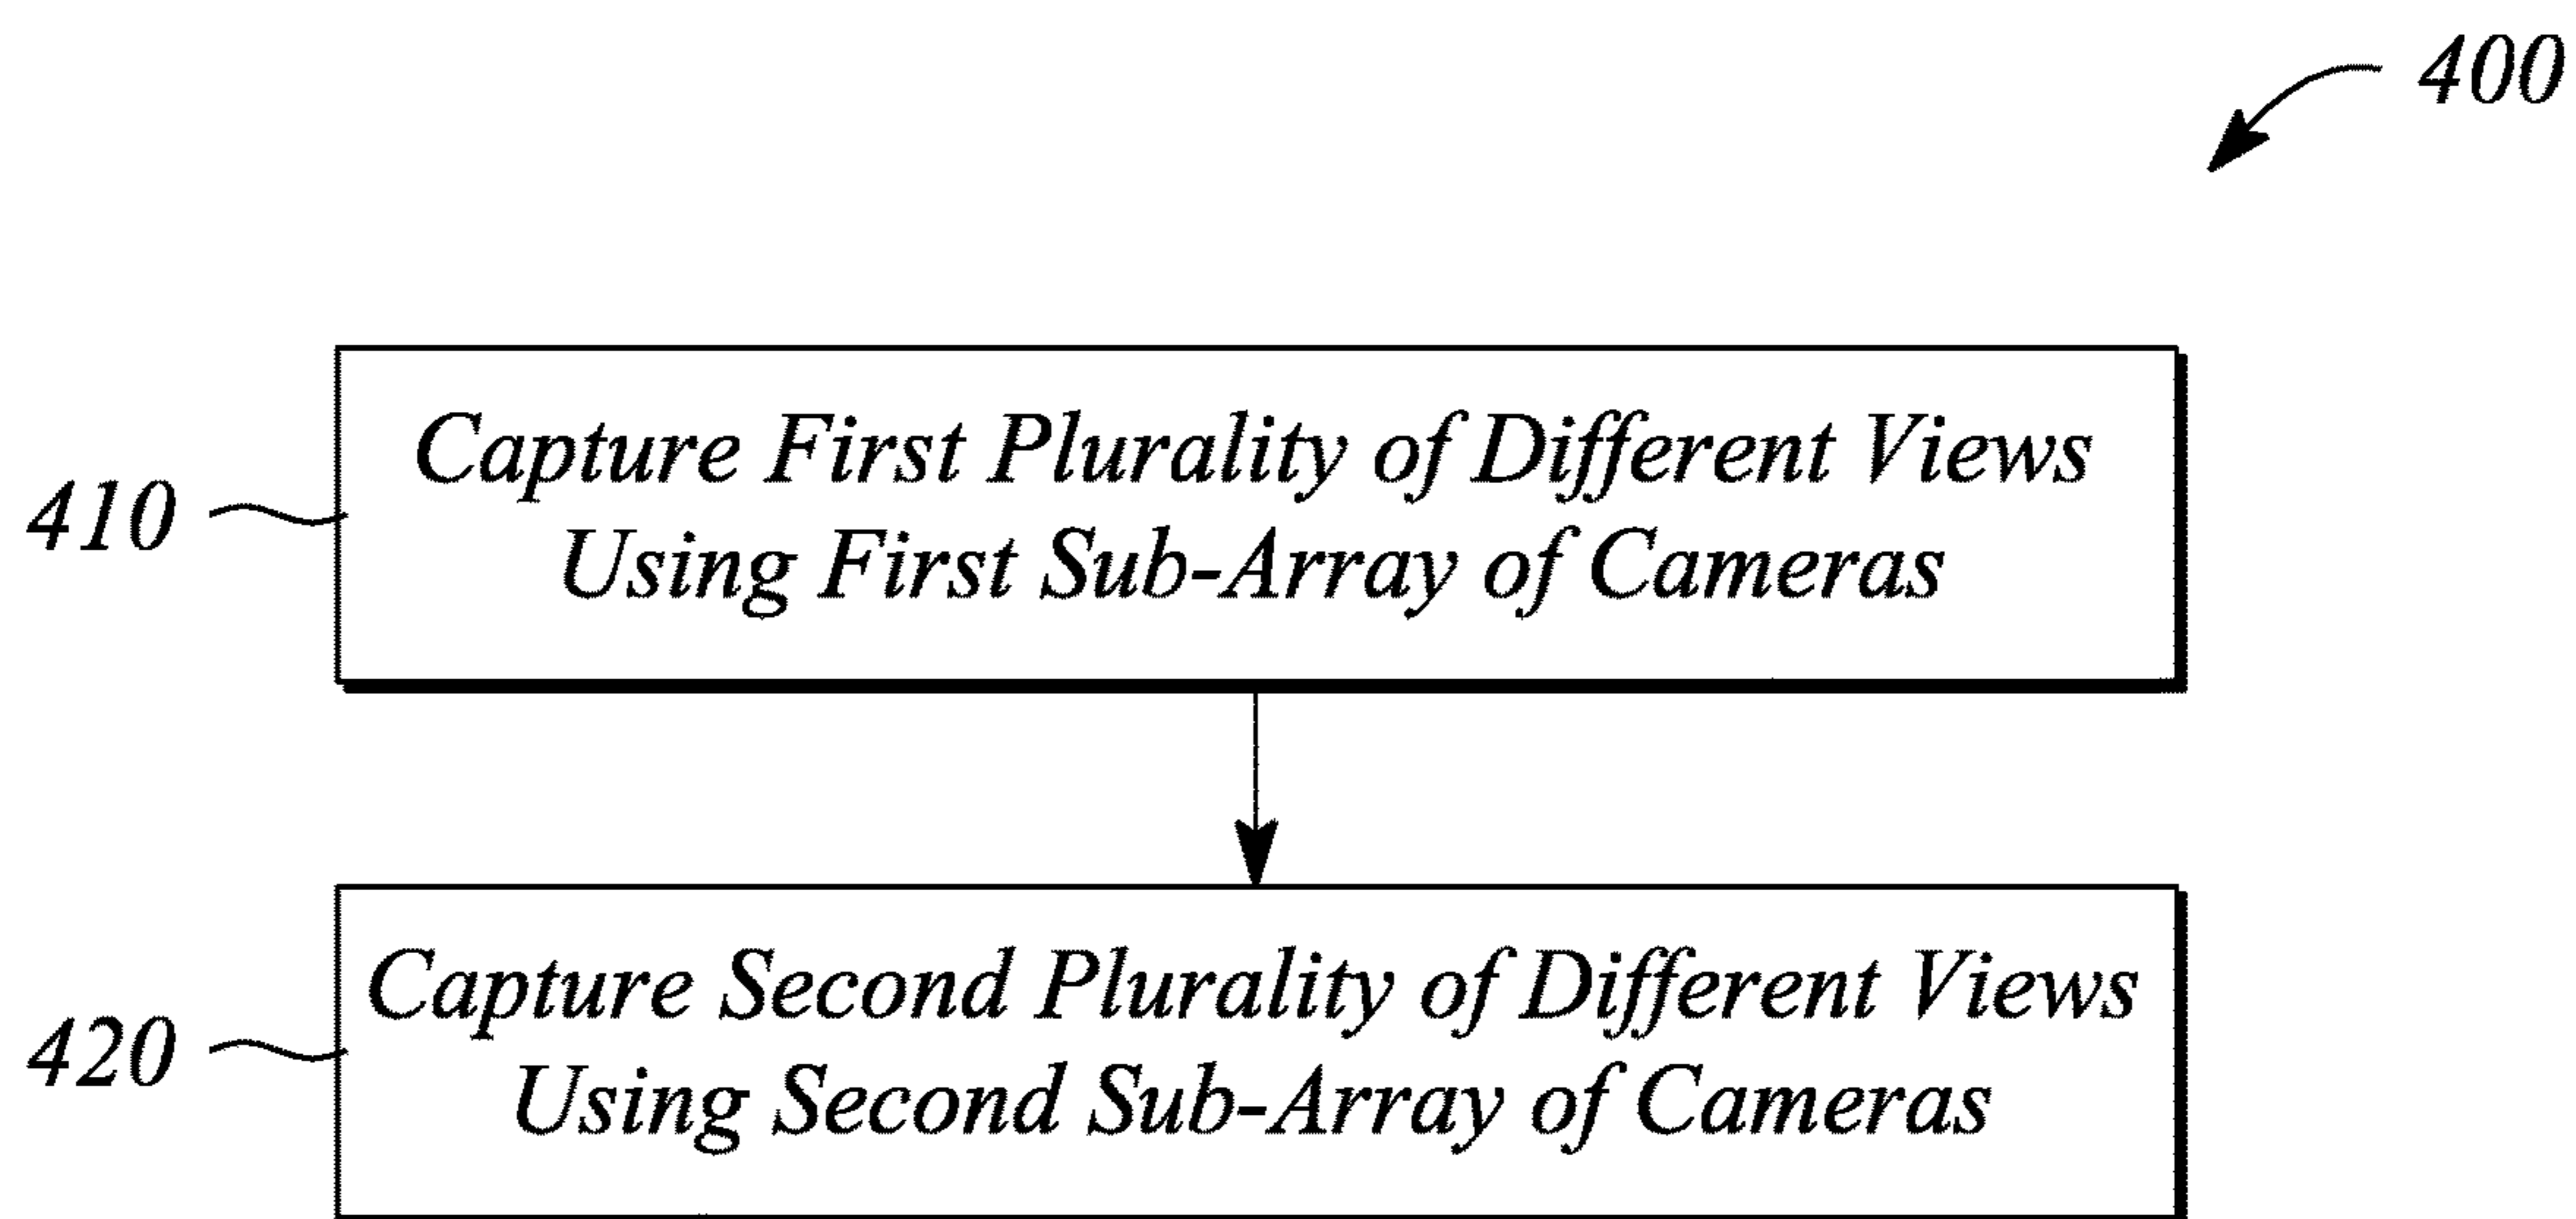 400
410
Capture First Plurality of Different Views
Using First Sub-Array of Cameras
420
Capture Second Plurality of Different Views
Using Second Sub-Array of Cameras